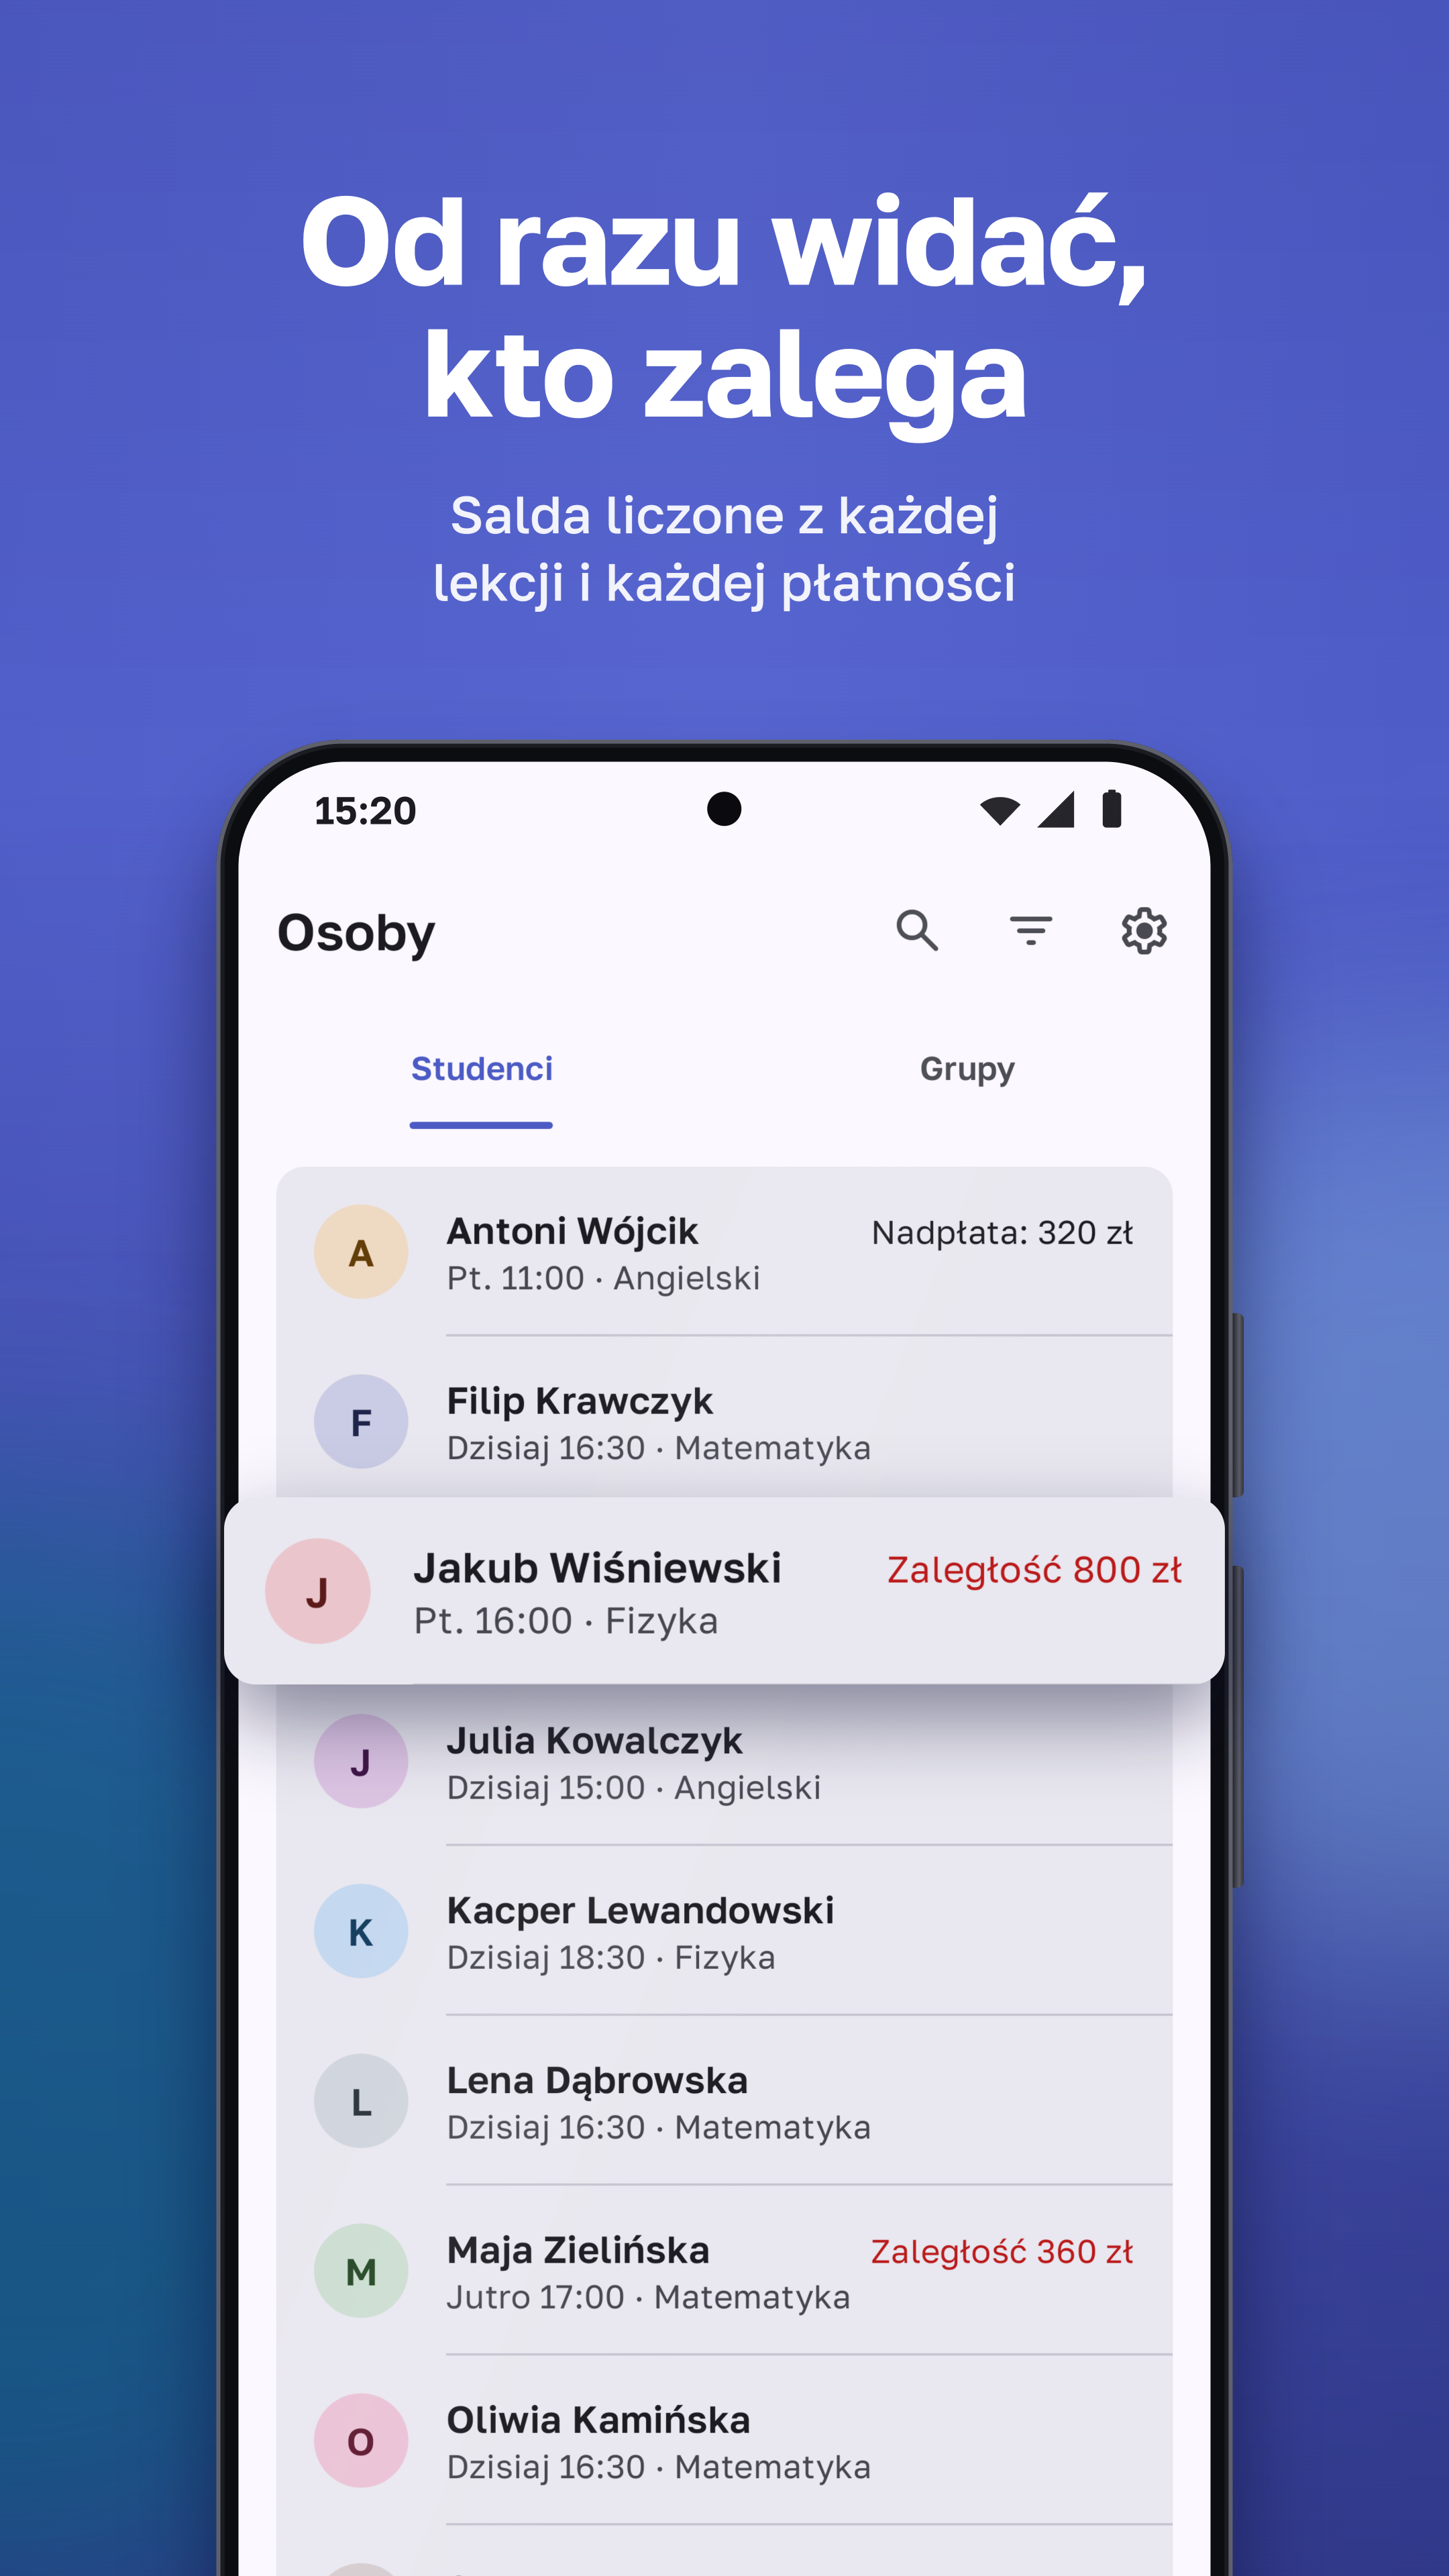 Od razu widać,
kto zalega
Salda liczone z każdej
lekcji i każdej płatności
15:20
Osoby
Studenci
Grupy
A
Antoni Wójcik
Nadpłata: 320 zł
Pt. 11:00 · Angielski
F
Filip Krawczyk
Dzisiaj 16:30 · Matematyka
J
Jakub Wiśniewski
Zaległość 800 zł
Pt. 16:00 · Fizyka
J
Julia Kowalczyk
Dzisiaj 15:00 · Angielski
K
Kacper Lewandowski
Dzisiaj 18:30 · Fizyka
L
Lena Dąbrowska
Dzisiaj 16:30 · Matematyka
M
Maja Zielińska
Zaległość 360 zł
Jutro 17:00 · Matematyka
O
Oliwia Kamińska
Dzisiaj 16:30 · Matematyka